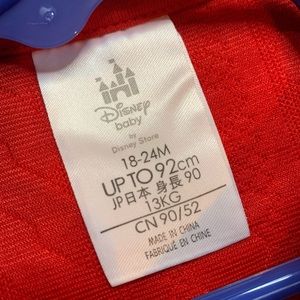 Disney
baby
by
Disney Store
18-24M
UP TO 92cm
JP日本 身長 90
13KG
CN 90/52
MADE IN CHINA
FABRIQUÉ EN CHINE